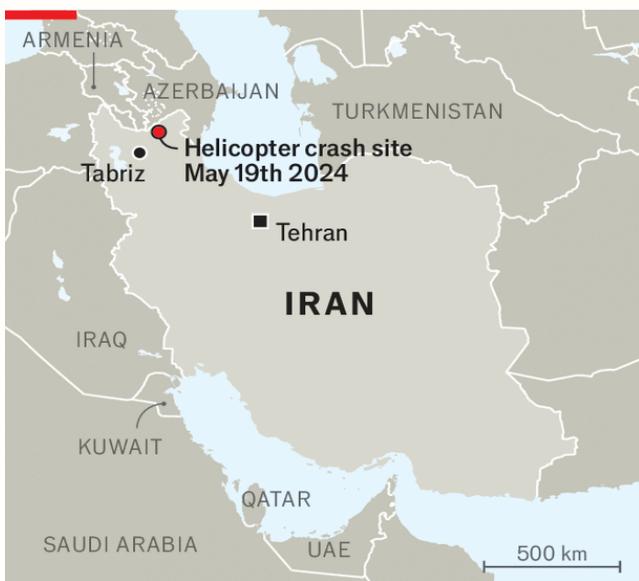 ARMENIA
AZERBAIJAN
TURKMENISTAN
Helicopter crash site
May 19th 2024
Tabriz
Tehran
IRAN
IRAQ
KUWAIT
QATAR
SAUDI ARABIA
UAE
500 km